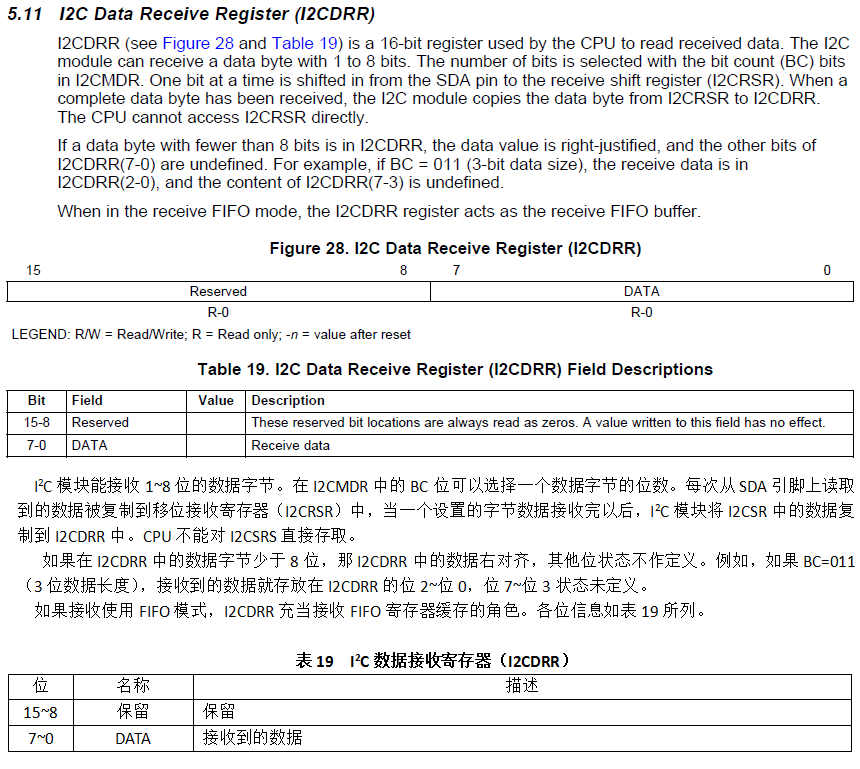 5.11 I2C Data Receive Register (I2CDRR)
I2CDRR (see Figure 28 and Table 19) is a 16-bit register used by the CPU to read received data. The I2C
module can receive a data byte with 1 to 8 bits. The number of bits is selected with the bit count (BC) bits
in I2CMDR. One bit at a time is shifted in from the SDA pin to the receive shift register (I2CRSR). When a
complete data byte has been received, the I2C module copies the data byte from I2CRSR to I2CDRR.
The CPU cannot access I2CRSR directly.
If a data byte with fewer than 8 bits is in I2CDRR, the data value is right-justified, and the other bits of
I2CDRR(7-0) are undefined. For example, if BC = 011 (3-bit data size), the receive data is in
I2CDRR(2-0), and the content of I2CDRR(7-3) is undefined.
When in the receive FIFO mode, the I2CDRR register acts as the receive FIFO buffer.
Figure 28. I2C Data Receive Register (I2CDRR)
15 8 7 0
Reserved DATA
R-0 R-0
LEGEND: R/W = Read/Write; R = Read only; -n = value after reset
Table 19. I2C Data Receive Register (I2CDRR) Field Descriptions
Bit Field Value Description
15-8 Reserved These reserved bit locations are always read as zeros. A value written to this field has no effect.
7-0 DATA Receive data
I²C 模块能接收 1~8 位的数据字节。在 I2CMDR 中的 BC 位可以选择一个数据字节的位数。每次从 SDA 引脚上读取
到的数据被复制到移位接收寄存器（I2CRSR）中，当一个设置的字节数据接收完以后，I²C 模块将 I2CSR 中的数据复
制到 I2CDRR 中。CPU 不能对 I2CSRS 直接存取。
如果在 I2CDRR 中的数据字节少于 8 位，那 I2CDRR 中的数据右对齐，其他位状态不作定义。例如，如果 BC=011
（3 位数据长度），接收到的数据就存放在 I2CDRR 的位 2~位 0，位 7~位 3 状态未定义。
如果接收使用 FIFO 模式，I2CDRR 充当接收 FIFO 寄存器缓存的角色。各位信息如表 19 所列。
表 19 I²C 数据接收寄存器（I2CDRR）
位 名称 描述
15~8 保留 保留
7~0 DATA 接收到的数据